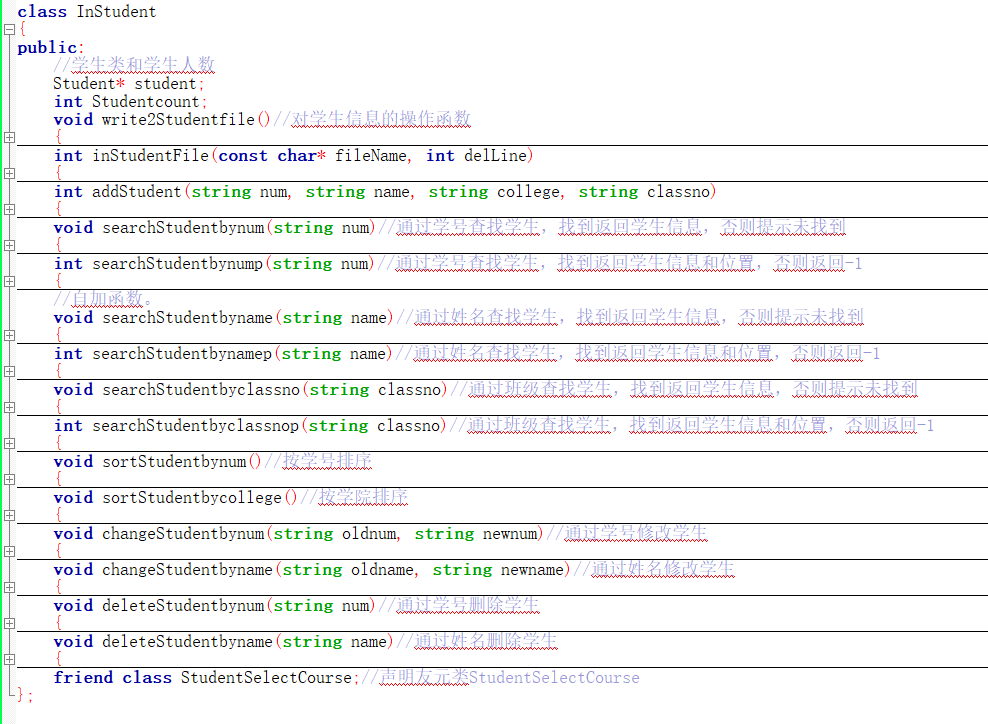 class InStudent
{
public:
//学生类和学生人数
Student* student;
int Studentcount;
void write2Studentfile()//对学生信息的操作函数
{
int inStudentFile(const char* fileName, int delLine)
{
int addStudent(string num, string name, string college, string classno)
{
void searchStudentbynum(string num)//通过学号查找学生，找到返回学生信息，否则提示未找到
{
int searchStudentbynump(string num)//通过学号查找学生，找到返回学生信息和位置，否则返回-1
{
//自加函数。
void searchStudentbyname(string name)//通过姓名查找学生，找到返回学生信息，否则提示未找到
{
int searchStudentbynamep(string name)//通过姓名查找学生，找到返回学生信息和位置，否则返回-1
{
void searchStudentbyclassno(string classno)//通过班级查找学生，找到返回学生信息，否则提示未找到
{
int searchStudentbyclassnop(string classno)//通过班级查找学生，找到返回学生信息和位置，否则返回-1
{
void sortStudentbynum()//按学号排序
{
void sortStudentbycollege()//按学院排序
{
void changeStudentbynum(string oldnum, string newnum)//通过学号修改学生
{
void changeStudentbyname(string oldname, string newname)//通过姓名修改学生
{
void deleteStudentbynum(string num)//通过学号删除学生
{
void deleteStudentbyname(string name)//通过姓名删除学生
{
friend class StudentSelectCourse;//声明友元类StudentSelectCourse
};